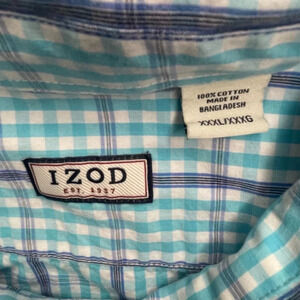 100% COTTON
MADE IN
BANGLADESH
XXXL/XXXG
IZOD
EST. 1937